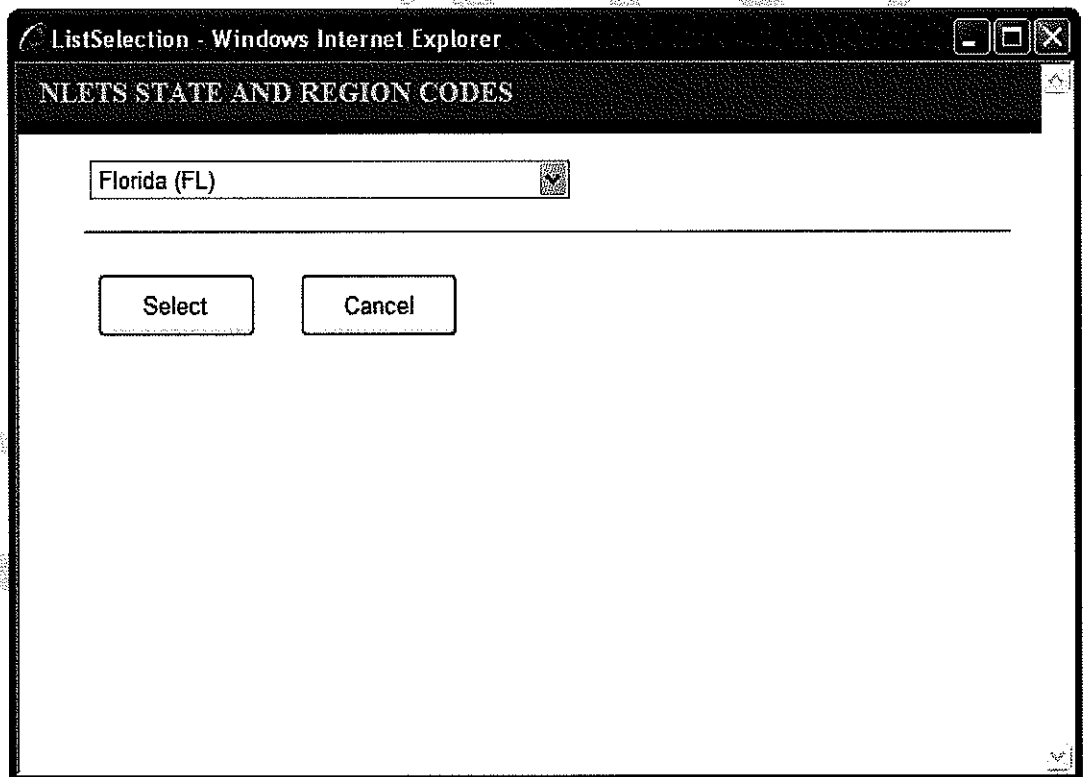 ListSelection - Windows Internet Explorer
NLETS STATE AND REGION CODES
Florida (FL)
Select
Cancel